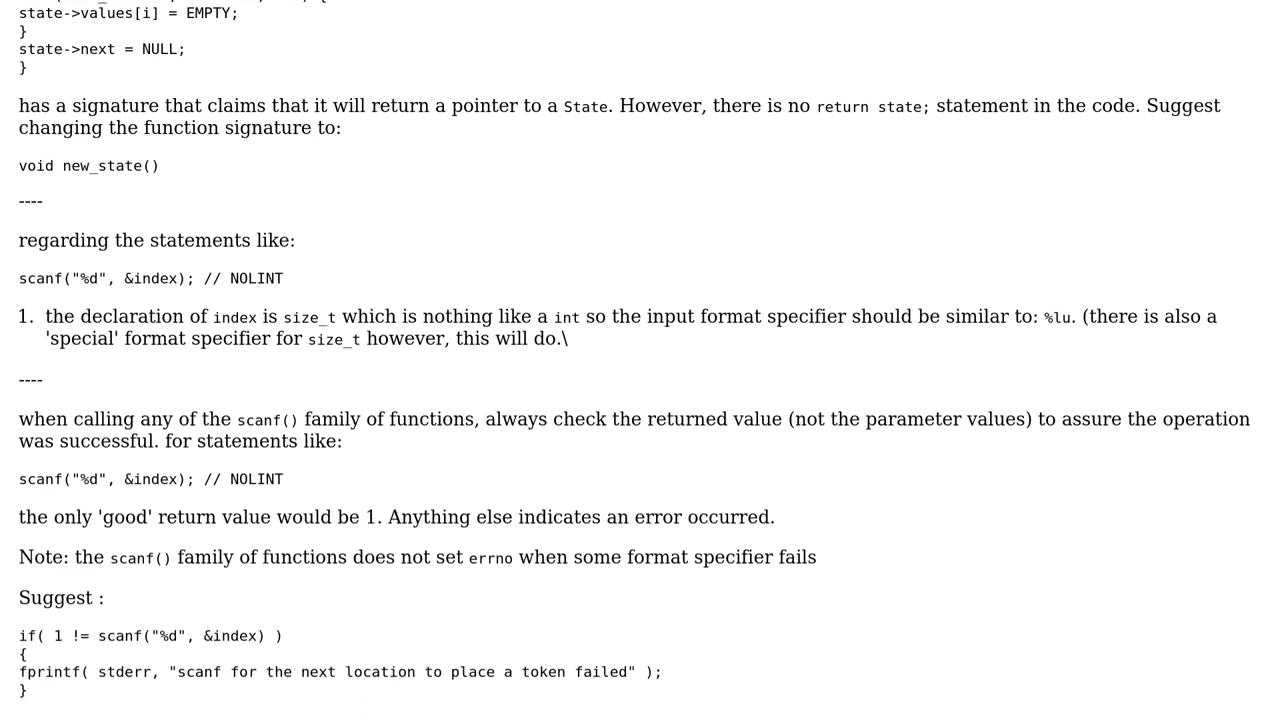 state->values[i] = EMPTY;
}
state->next = NULL;
}
has a signature that claims that it will return a pointer to a State. However, there is no return state; statement in the code. Suggest
changing the function signature to:
void new_state()
----
regarding the statements like:
scanf("%d", &index); // NOLINT
1. the declaration of index is size_t which is nothing like a int so the input format specifier should be similar to: %lu. (there is also a
'special' format specifier for size_t however, this will do.\
----
when calling any of the scanf() family of functions, always check the returned value (not the parameter values) to assure the operation
was successful. for statements like:
scanf("%d", &index); // NOLINT
the only 'good' return value would be 1. Anything else indicates an error occurred.
Note: the scanf() family of functions does not set errno when some format specifier fails
Suggest :
if( 1 != scanf("%d", &index) )
{
fprintf( stderr, "scanf for the next location to place a token failed" );
}